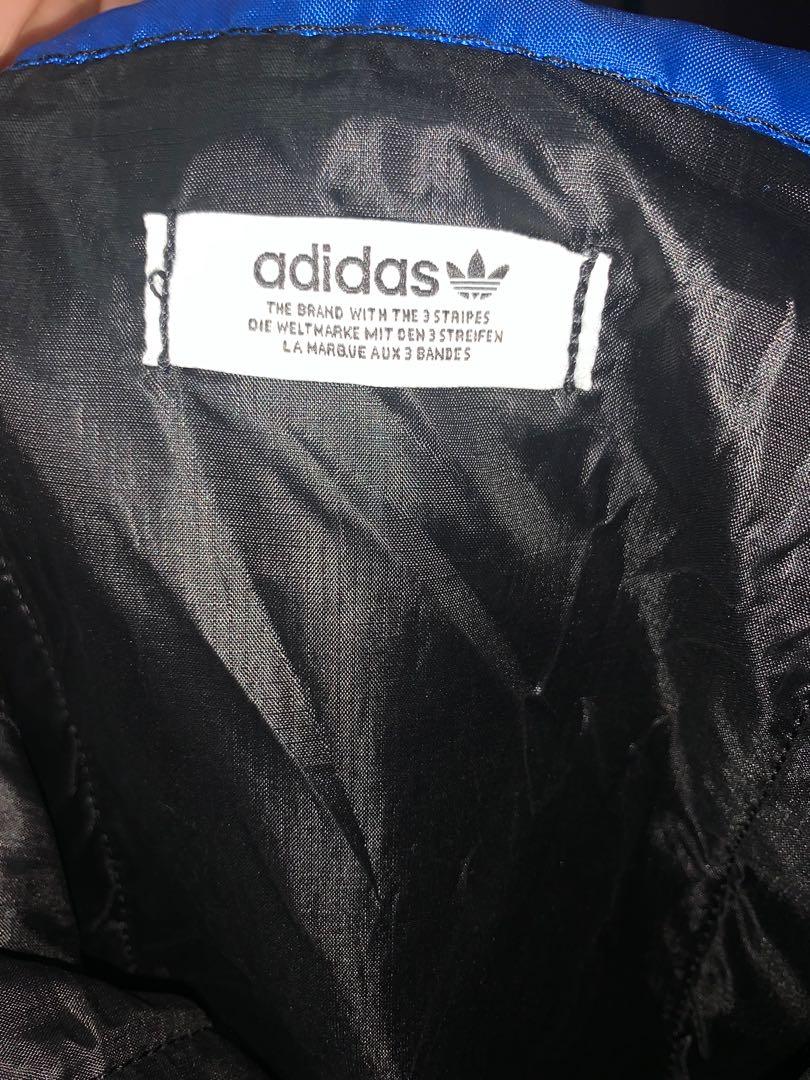 adidas
THE BRAND WITH THE 3 STRIPES
DIE WELTMARKE MIT DEN 3 STREIFEN
LA MARQUE AUX 3 BANDES